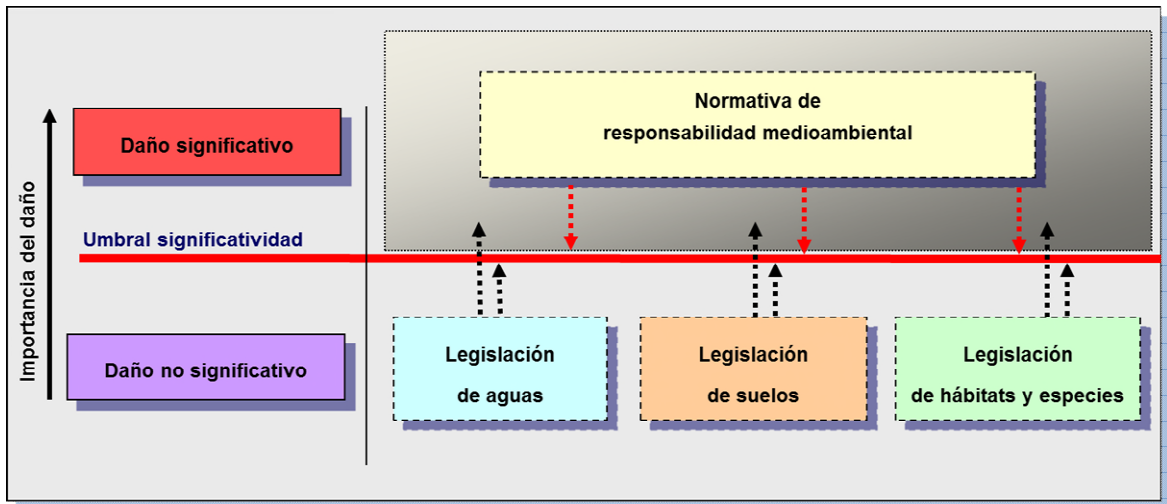 Importancia del daño
Daño significativo
Umbral significatividad
Daño no significativo
Normativa de
responsabilidad medioambiental
Legislación
de aguas
Legislación
de suelos
Legislación
de hábitats y especies